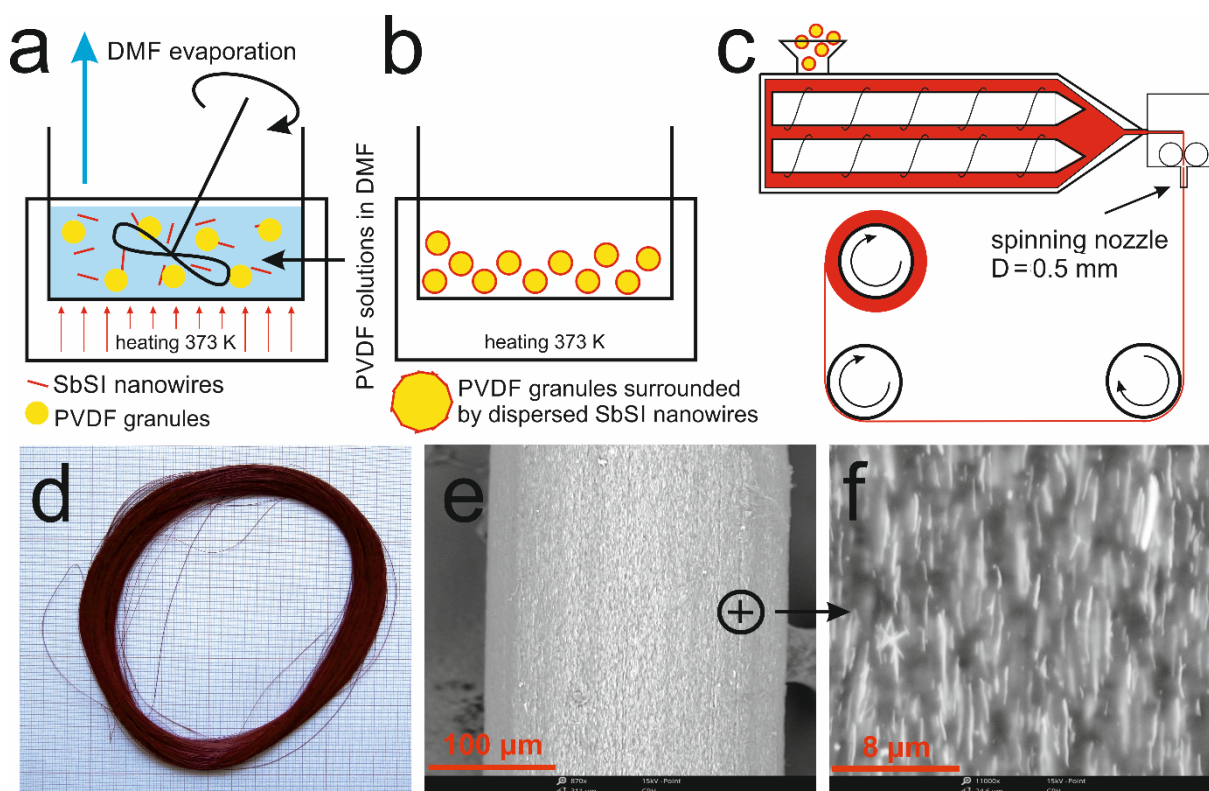 a
DMF evaporation
heating 373 K
SbSI nanowires
PVDF granules
PVDF solutions in DMF
b
heating 373 K
PVDF granules surrounded
by dispersed SbSI nanowires
c
spinning nozzle
D = 0.5 mm
d
e
100 µm
870x
15kV - Point
f
8 µm
11000x
15kV - Point